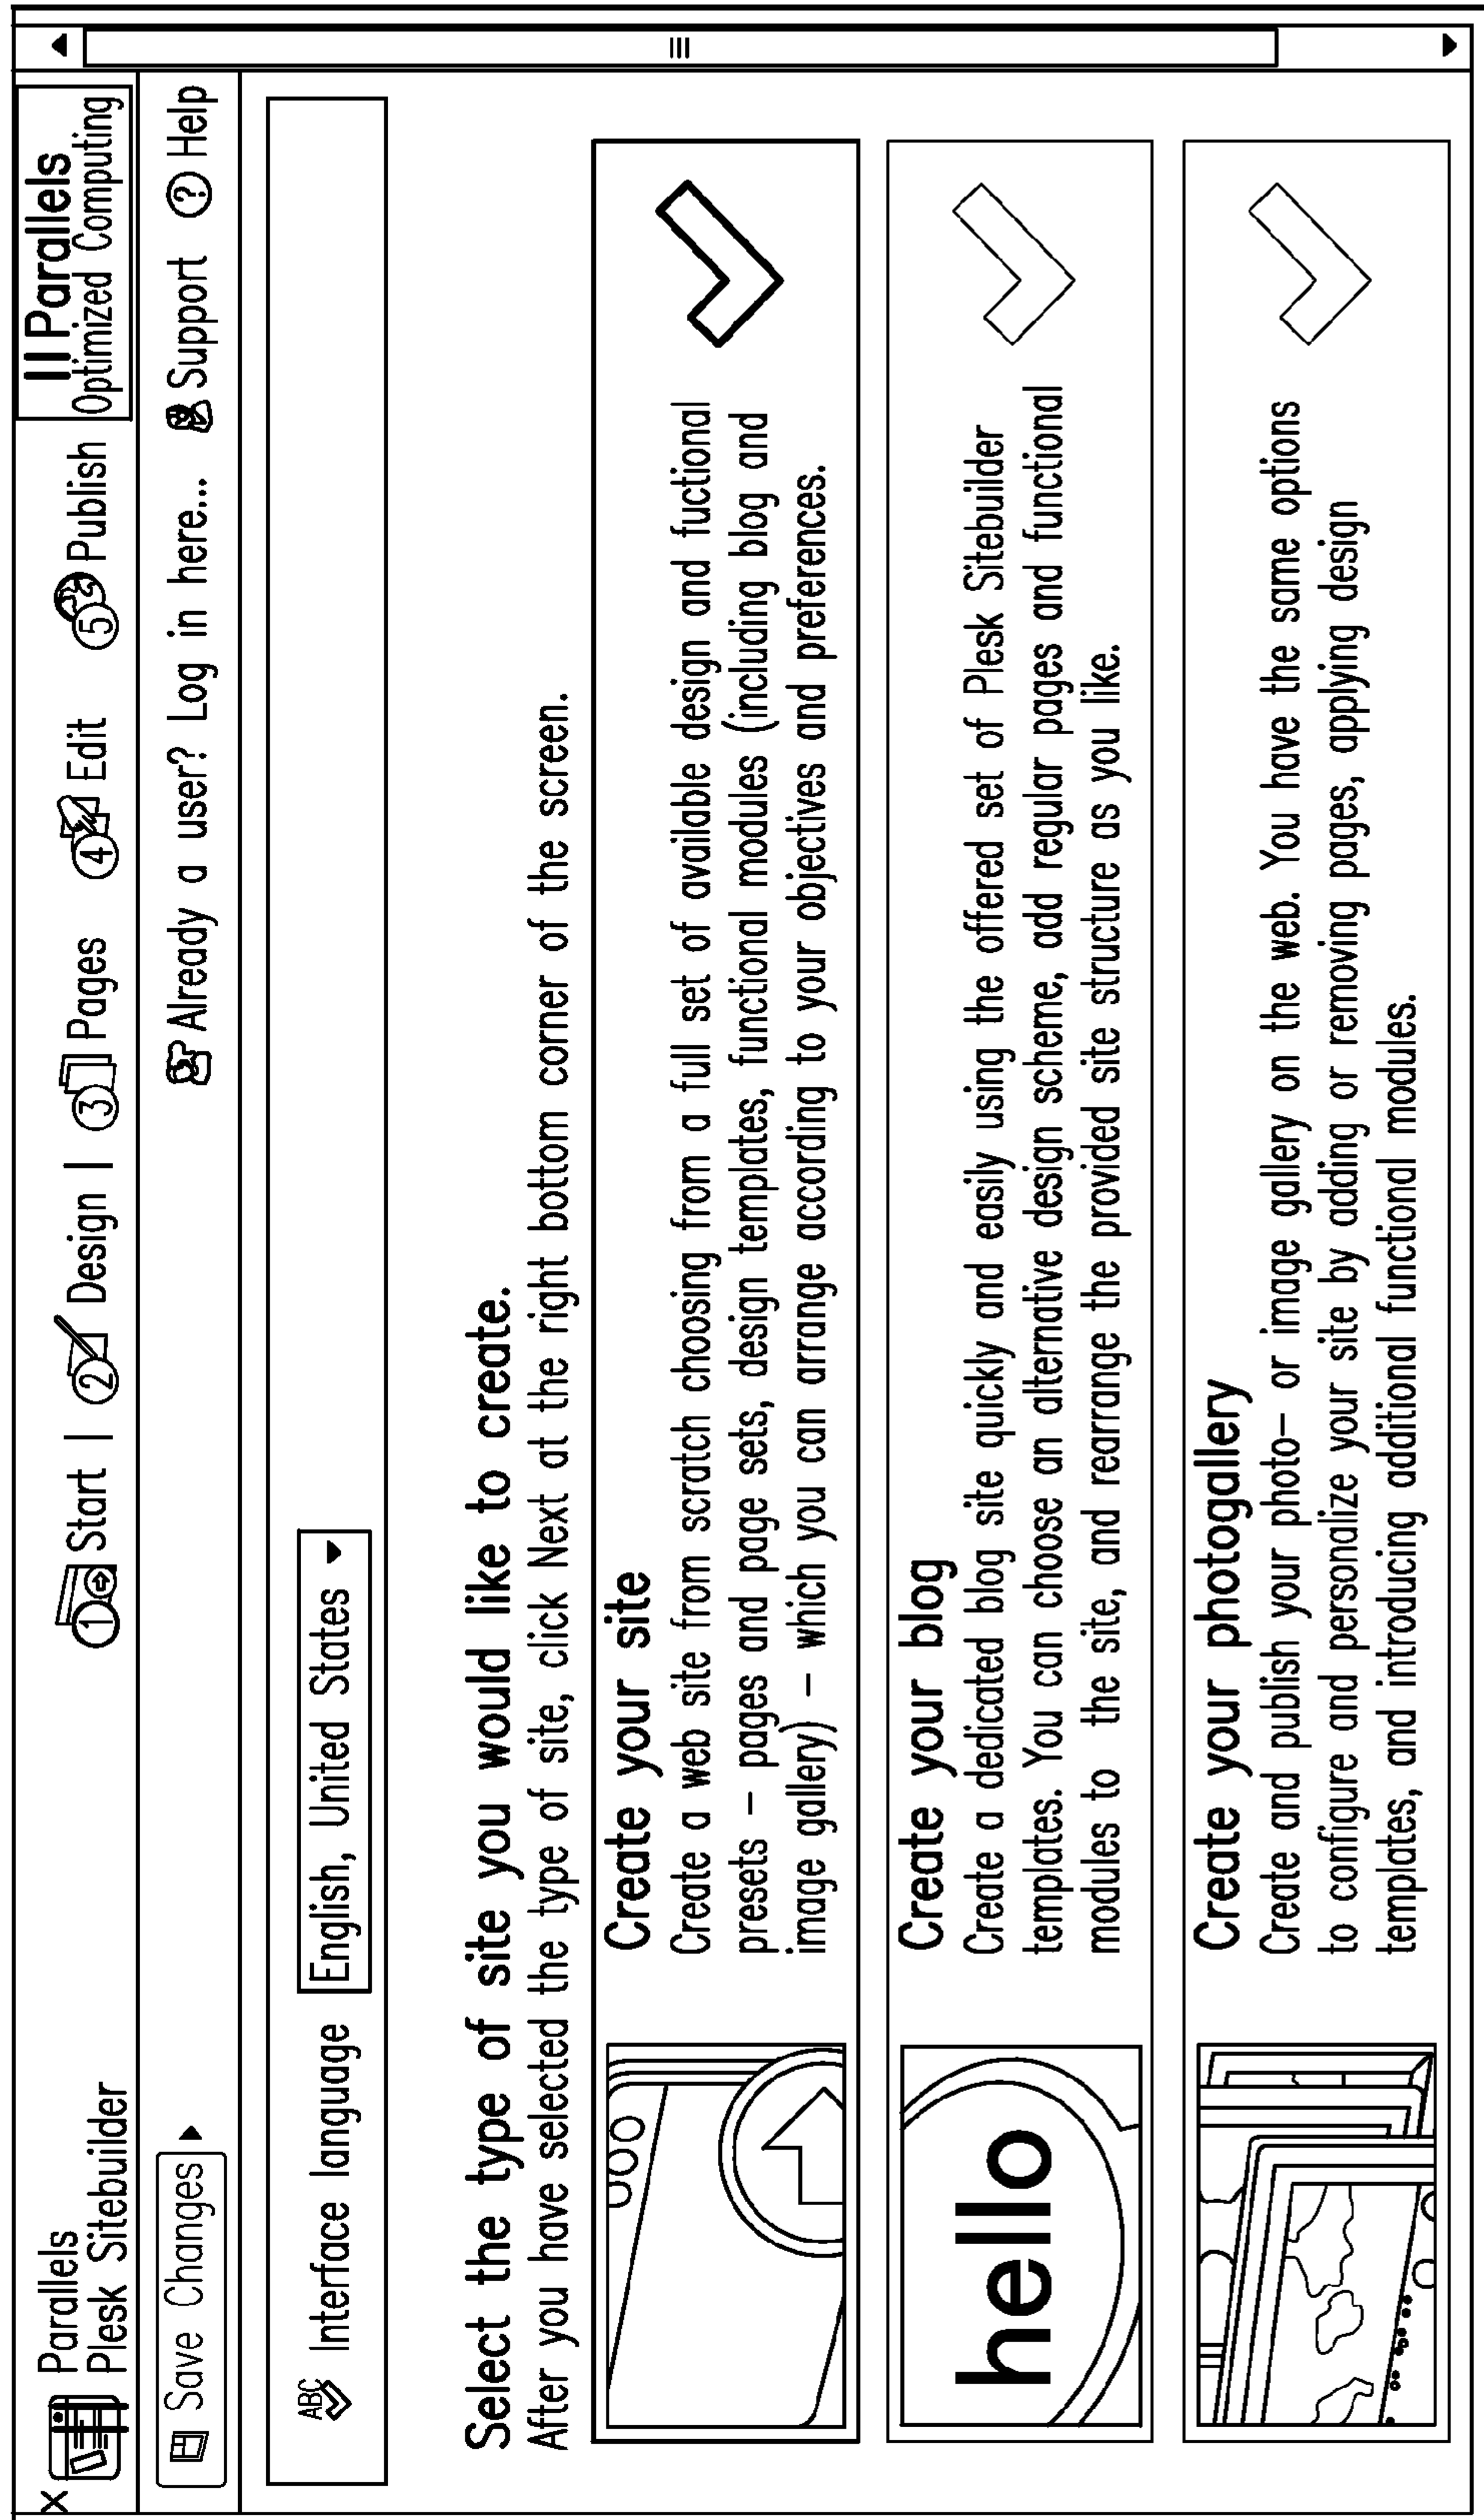 X Parallels
Plesk Sitebuilder
1 Start | 2 Design | 3 Pages 4 Edit 5 Publish
Parallels
Optimized Computing
Save Changes
Already a user? Log in here... Support ? Help
ABC Interface language English, United States
Select the type of site you would like to create.
After you have selected the type of site, click Next at the right bottom corner of the screen.
Create your site
Create a web site from scratch choosing from a full set of available design and fuctional
presets – pages and page sets, design templates, functional modules (including blog and
image gallery) – which you can arrange according to your objectives and preferences.
hello
Create your blog
Create a dedicated blog site quickly and easily using the offered set of Plesk Sitebuilder
templates. You can choose an alternative design scheme, add regular pages and functional
modules to the site, and rearrange the provided site structure as you like.
Create your photogallery
Create and publish your photo– or image gallery on the web. You have the same options
to configure and personalize your site by adding or removing pages, applying design
templates, and introducing additional functional modules.